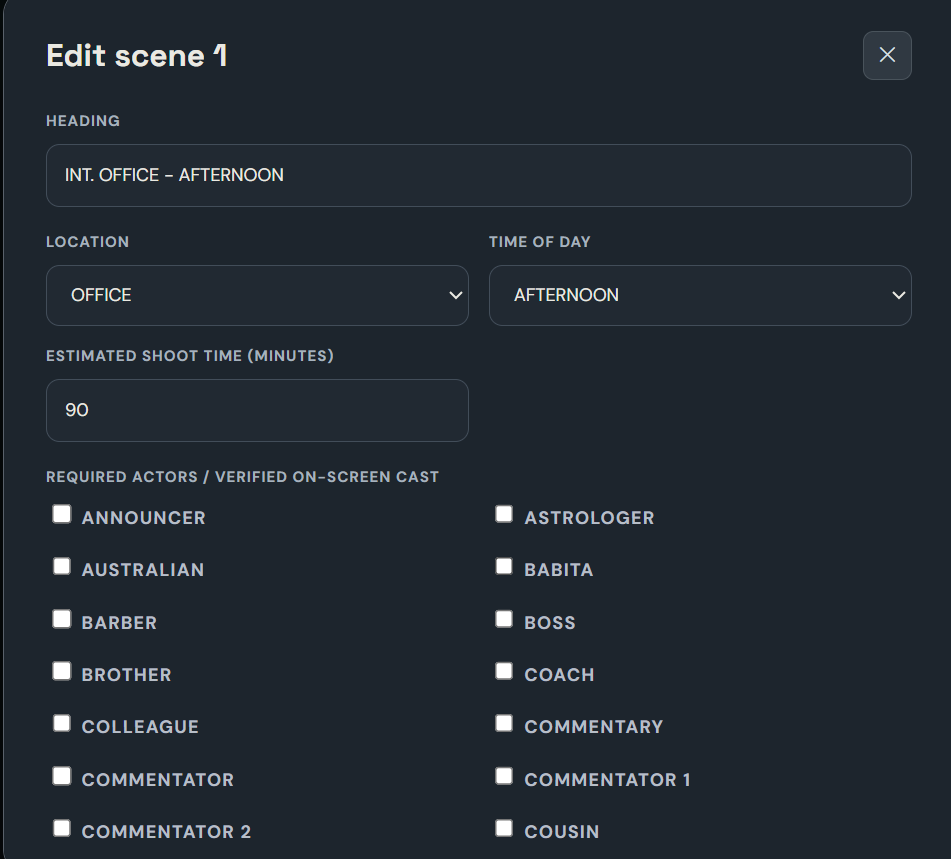 Edit scene 1
HEADING
INT. OFFICE – AFTERNOON
LOCATION
TIME OF DAY
OFFICE
AFTERNOON
ESTIMATED SHOOT TIME (MINUTES)
90
REQUIRED ACTORS / VERIFIED ON-SCREEN CAST
ANNOUNCER
ASTROLOGER
AUSTRALIAN
BABITA
BARBER
BOSS
BROTHER
COACH
COLLEAGUE
COMMENTARY
COMMENTATOR
COMMENTATOR 1
COMMENTATOR 2
COUSIN